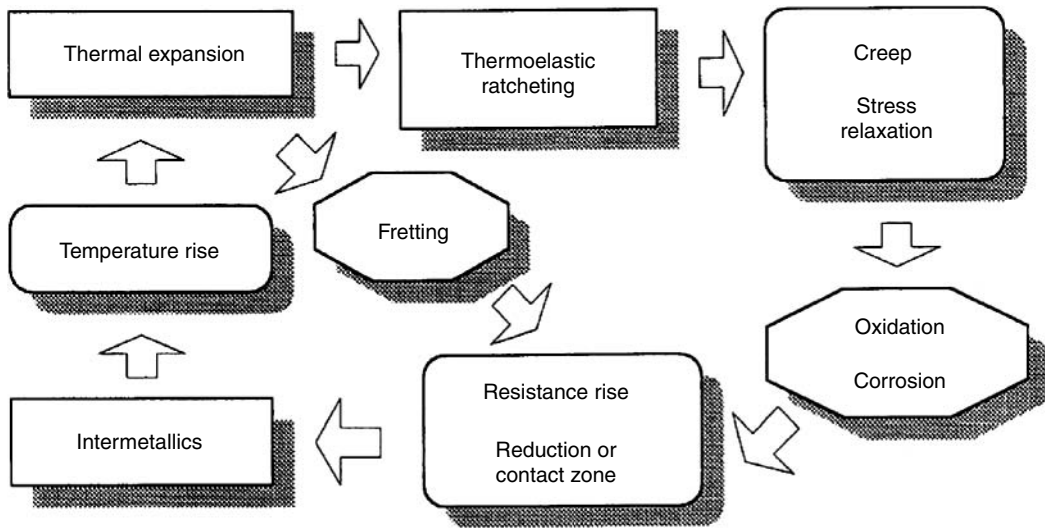 Thermal expansion
Thermoelastic
ratcheting
Creep
Stress
relaxation
Temperature rise
Fretting
Oxidation
Corrosion
Resistance rise
Reduction or
contact zone
Intermetallics